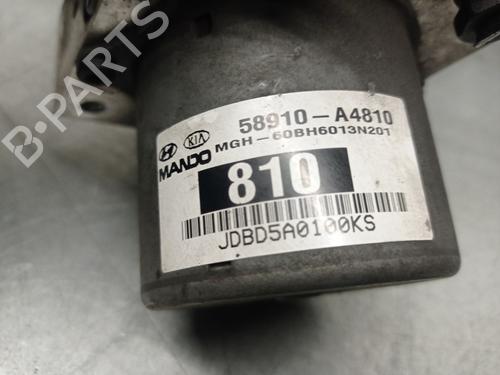 B-PARTS
58910-A4810
KIA
MGH-60BH6013N201
MANDO
810
JDBD5A0100KS